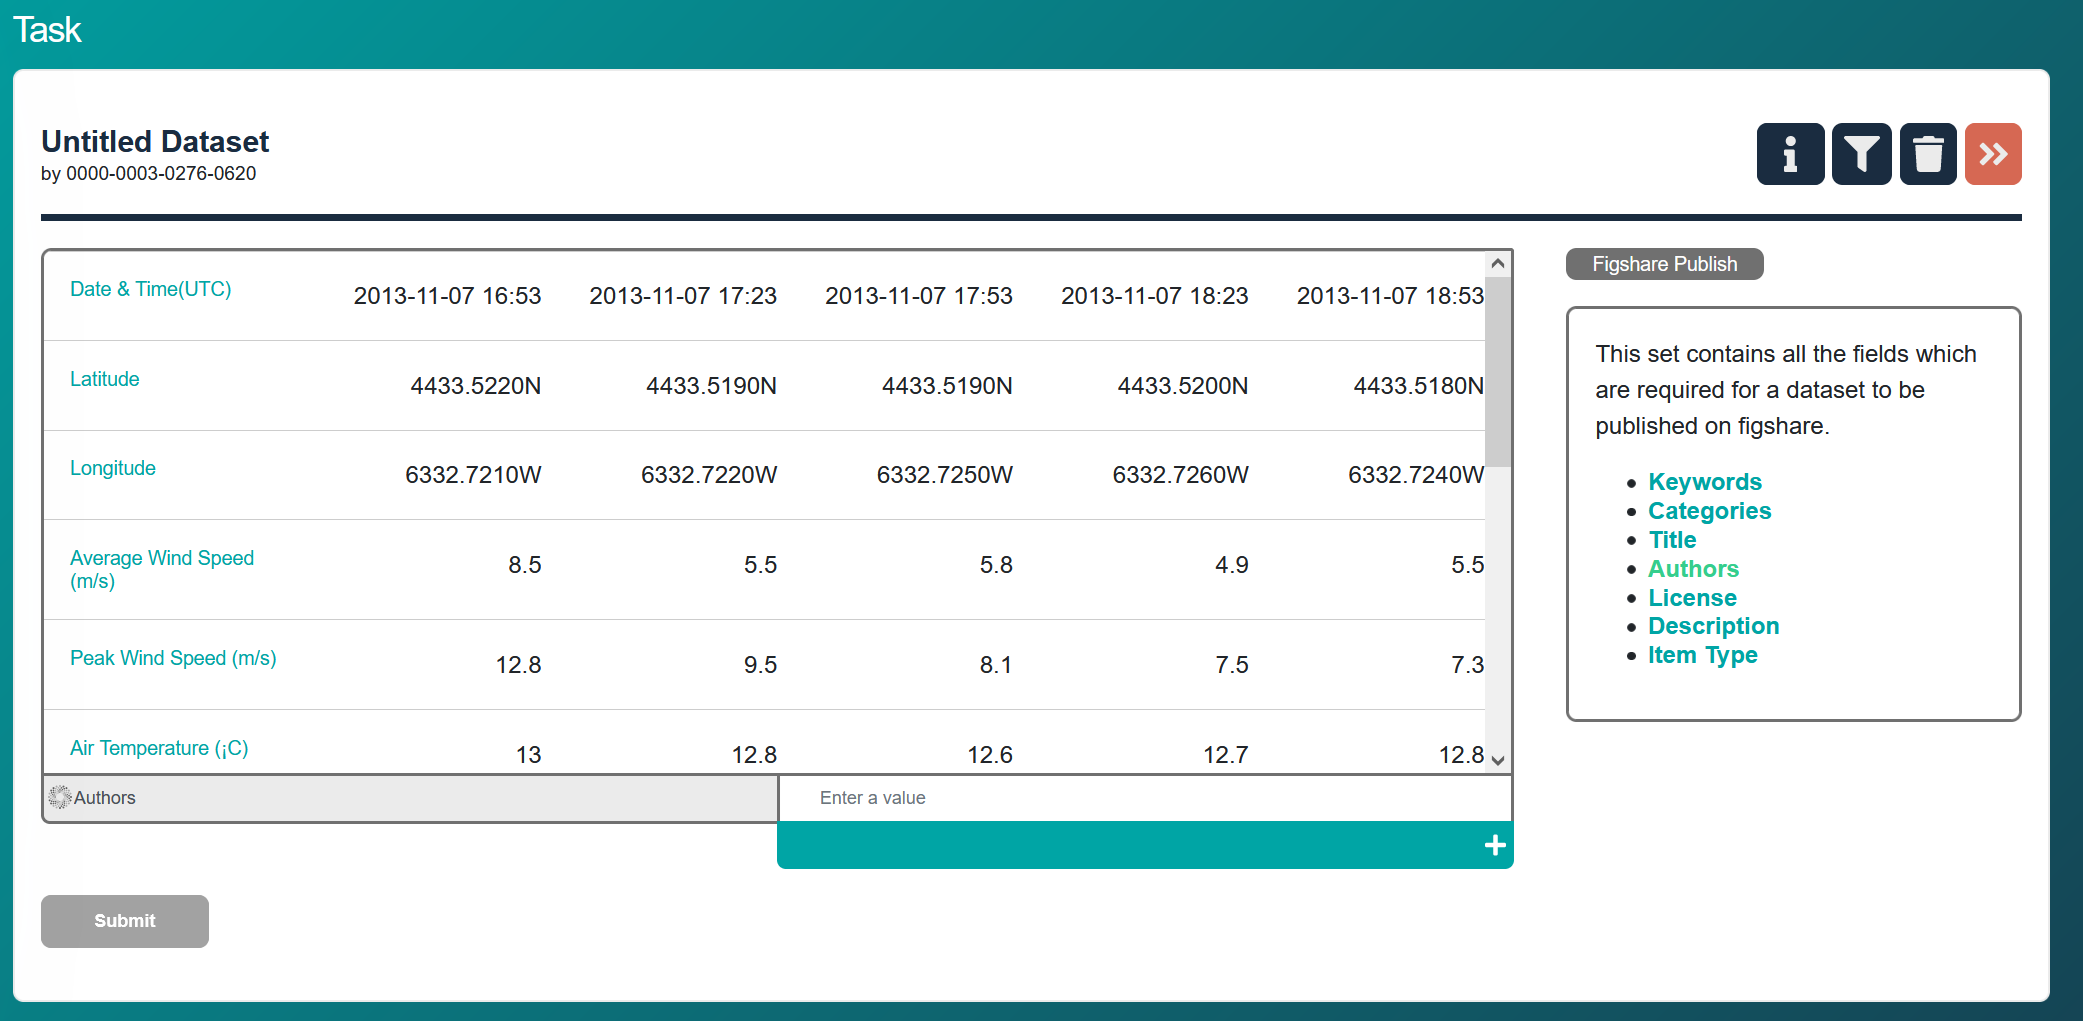 Task
Untitled Dataset
by 0000-0003-0276-0620
Date & Time(UTC) 2013-11-07 16:53 2013-11-07 17:23 2013-11-07 17:53 2013-11-07 18:23 2013-11-07 18:53
Latitude 4433.5220N 4433.5190N 4433.5190N 4433.5200N 4433.5180N
Longitude 6332.7210W 6332.7220W 6332.7250W 6332.7260W 6332.7240W
Average Wind Speed
(m/s) 8.5 5.5 5.8 4.9 5.5
Peak Wind Speed (m/s) 12.8 9.5 8.1 7.5 7.3
Air Temperature (¡C) 13 12.8 12.6 12.7 12.8
Authors Enter a value
Submit
Figshare Publish
This set contains all the fields which
are required for a dataset to be
published on figshare.
Keywords
Categories
Title
Authors
License
Description
Item Type